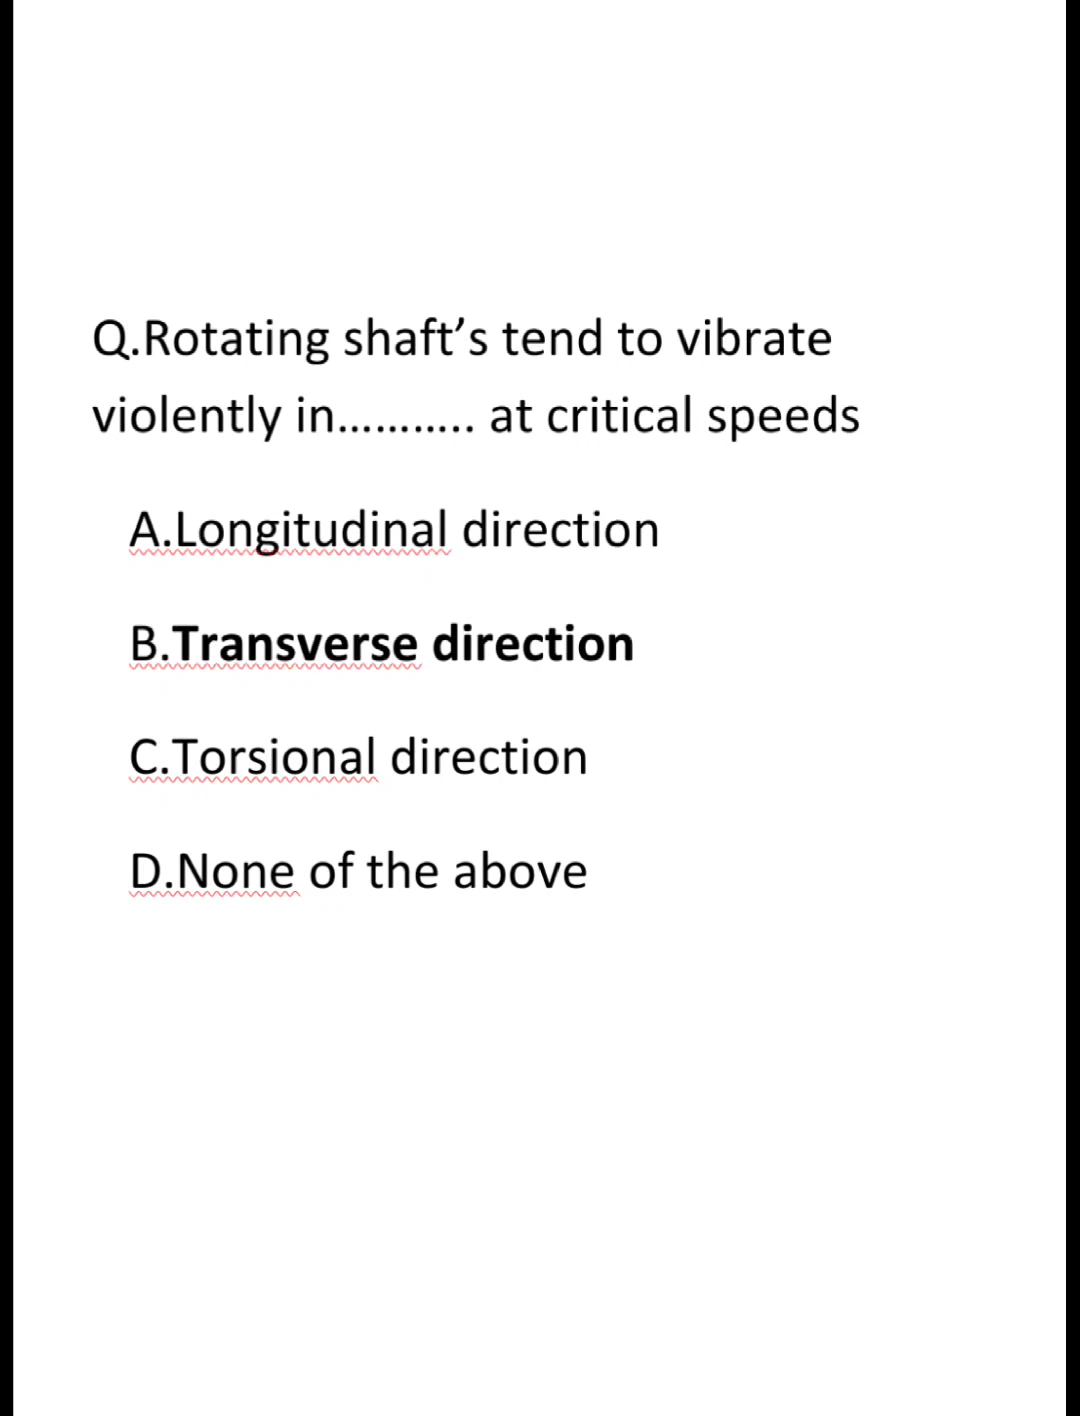 Q.Rotating shaft’s tend to vibrate
violently in........... at critical speeds
A.Longitudinal direction
B.Transverse direction
C.Torsional direction
D.None of the above